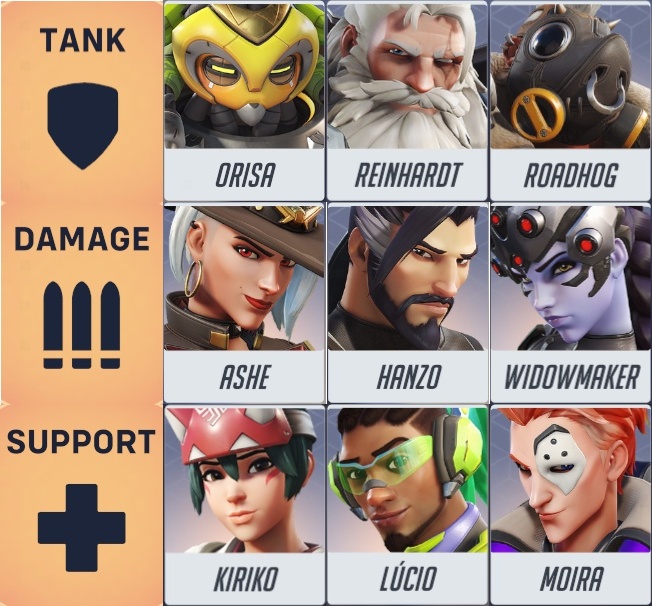 TANK
ORISA
REINHARDT
ROADHOG
DAMAGE
ASHE
HANZO
WIDOWMAKER
SUPPORT
KIRIKO
LÚCIO
MOIRA